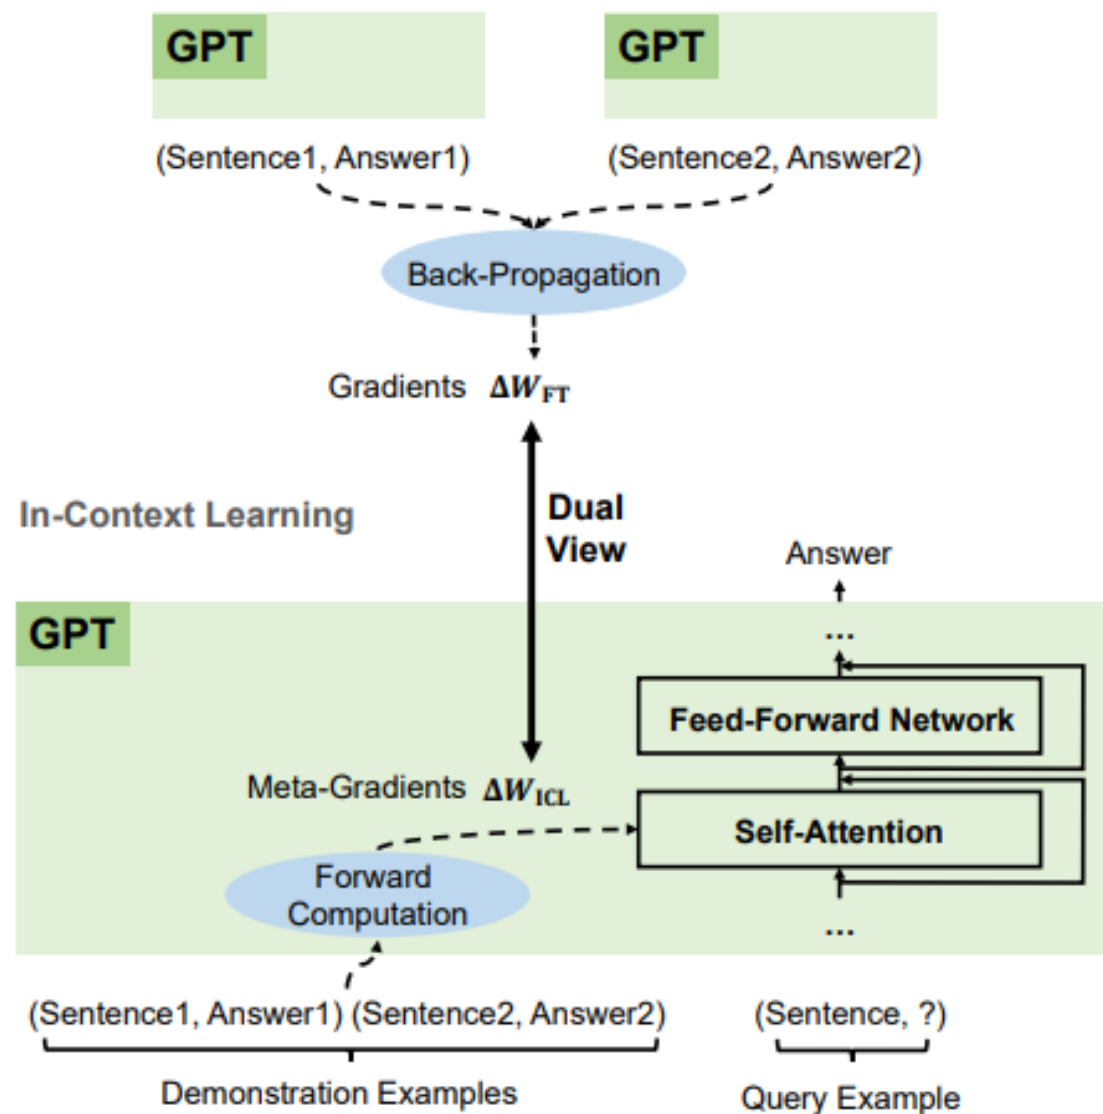 GPT
GPT
(Sentence1, Answer1)
(Sentence2, Answer2)
Back-Propagation
Gradients ΔW_FT
In-Context Learning
Dual
View
Answer
GPT
...
Feed-Forward Network
Meta-Gradients ΔW_ICL
Self-Attention
Forward
Computation
...
(Sentence1, Answer1) (Sentence2, Answer2)
(Sentence, ?)
Demonstration Examples
Query Example